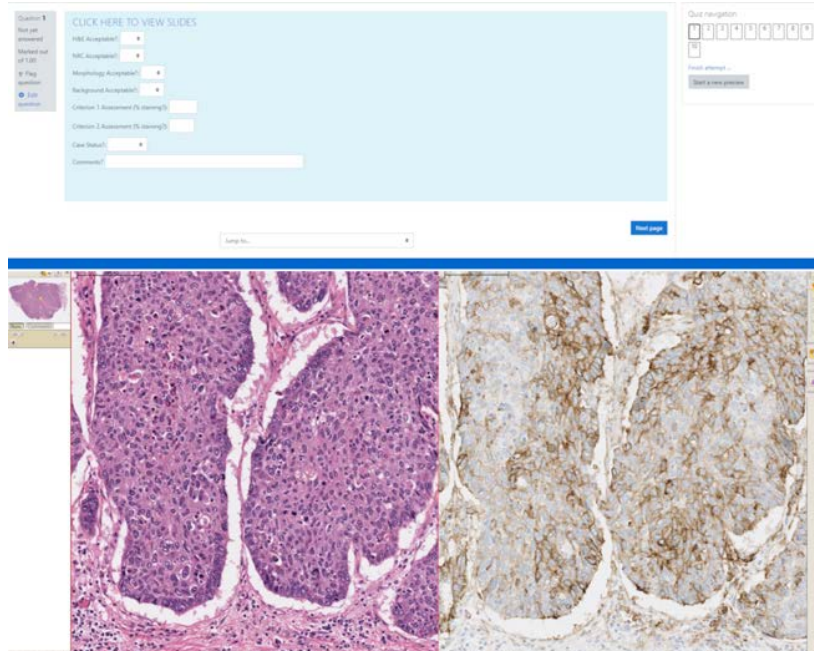 Question 1
Not yet
answered
Marked out
of 1.00
Flag
question
Edit
question
CLICK HERE TO VIEW SLIDES
H&E Acceptable?:
NRC Acceptable?:
Morphology Acceptable?:
Background Acceptable?:
Criterion 1 Assessment (% staining?):
Criterion 2 Assessment (% staining?):
Case Status?:
Comments?:
Next page
Jump to...
Quiz navigation
1 2 3 4 5 6 7 8 9
10
Finish attempt ...
Start a new preview